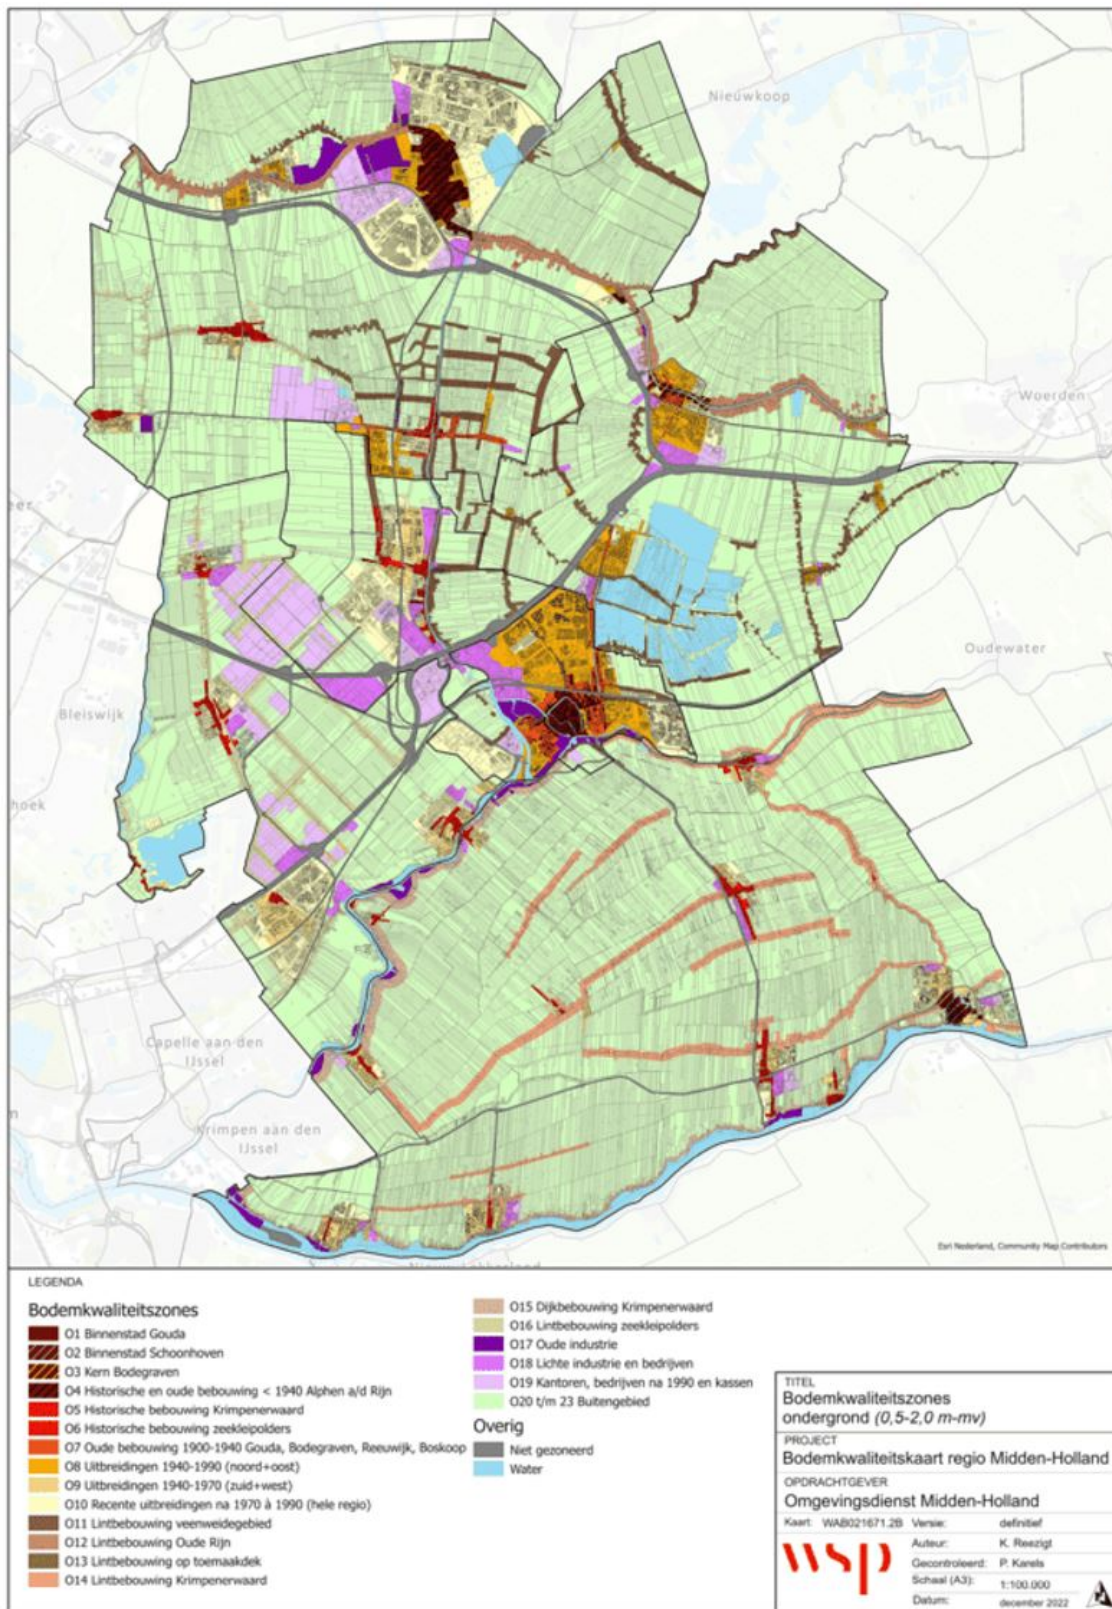 Nieuwkoop
Woerden
eer
Oudewater
Bleiswijk
hoek
Capelle aan den
IJssel
Krimpen aan den
IJssel
Esri Nederland, Community Map Contributors
LEGENDA
Bodemkwaliteitszones
O1 Binnenstad Gouda
O2 Binnenstad Schoonhoven
O3 Kern Bodegraven
O4 Historische en oude bebouwing < 1940 Alphen a/d Rijn
O5 Historische bebouwing Krimpenerwaard
O6 Historische bebouwing zeekleipolders
O7 Oude bebouwing 1900-1940 Gouda, Bodegraven, Reeuwijk, Boskoop
O8 Uitbreidingen 1940-1990 (noord+oost)
O9 Uitbreidingen 1940-1970 (zuid+west)
O10 Recente uitbreidingen na 1970 à 1990 (hele regio)
O11 Lintbebouwing veenweidegebied
O12 Lintbebouwing Oude Rijn
O13 Lintbebouwing op toemaakdek
O14 Lintbebouwing Krimpenerwaard
O15 Dijkbebouwing Krimpenerwaard
O16 Lintbebouwing zeekleipolders
O17 Oude industrie
O18 Lichte industrie en bedrijven
O19 Kantoren, bedrijven na 1990 en kassen
O20 t/m 23 Buitengebied
Overig
Niet gezoneerd
Water
TITEL
Bodemkwaliteitszones
ondergrond (0,5-2,0 m-mv)
PROJECT
Bodemkwaliteitskaart regio Midden-Holland
OPDRACHTGEVER
Omgevingsdienst Midden-Holland
Kaart: WAB021671.2B Versie: definitief
Auteur: K. Reezigt
Gecontroleerd: P. Karels
Schaal (A3): 1:100.000
Datum: december 2022
wsp